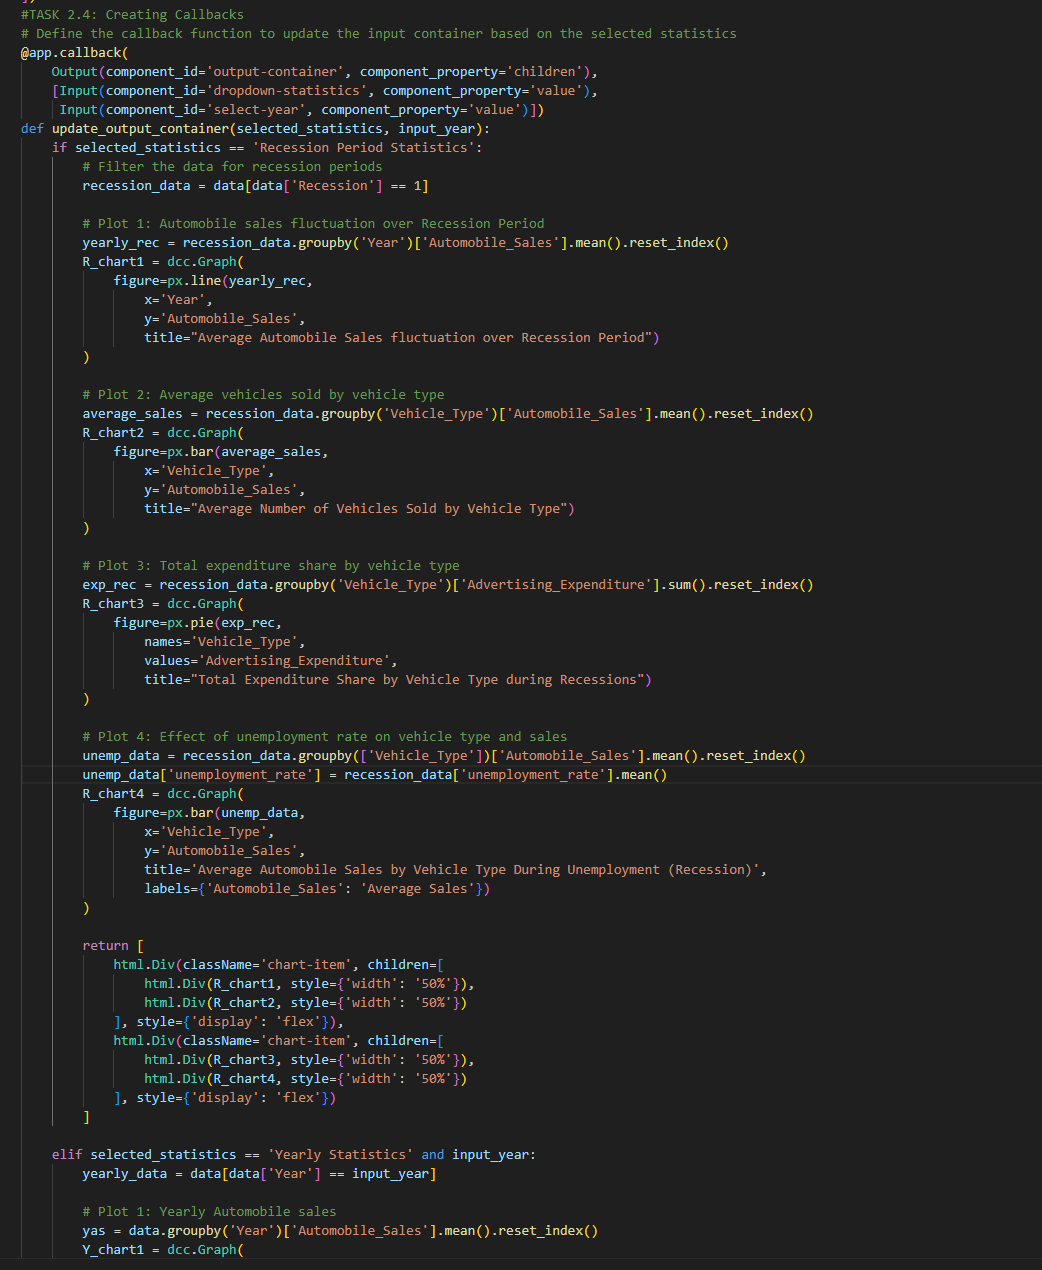 ])
#TASK 2.4: Creating Callbacks
# Define the callback function to update the input container based on the selected statistics
@app.callback(
    Output(component_id='output-container', component_property='children'),
    [Input(component_id='dropdown-statistics', component_property='value'),
     Input(component_id='select-year', component_property='value')])
def update_output_container(selected_statistics, input_year):
    if selected_statistics == 'Recession Period Statistics':
        # Filter the data for recession periods
        recession_data = data[data['Recession'] == 1]

        # Plot 1: Automobile sales fluctuation over Recession Period
        yearly_rec = recession_data.groupby('Year')['Automobile_Sales'].mean().reset_index()
        R_chart1 = dcc.Graph(
            figure=px.line(yearly_rec,
                x='Year',
                y='Automobile_Sales',
                title="Average Automobile Sales fluctuation over Recession Period")
        )

        # Plot 2: Average vehicles sold by vehicle type
        average_sales = recession_data.groupby('Vehicle_Type')['Automobile_Sales'].mean().reset_index()
        R_chart2 = dcc.Graph(
            figure=px.bar(average_sales,
                x='Vehicle_Type',
                y='Automobile_Sales',
                title="Average Number of Vehicles Sold by Vehicle Type")
        )

        # Plot 3: Total expenditure share by vehicle type
        exp_rec = recession_data.groupby('Vehicle_Type')['Advertising_Expenditure'].sum().reset_index()
        R_chart3 = dcc.Graph(
            figure=px.pie(exp_rec,
                names='Vehicle_Type',
                values='Advertising_Expenditure',
                title="Total Expenditure Share by Vehicle Type during Recessions")
        )

        # Plot 4: Effect of unemployment rate on vehicle type and sales
        unemp_data = recession_data.groupby(['Vehicle_Type'])['Automobile_Sales'].mean().reset_index()
        unemp_data['unemployment_rate'] = recession_data['unemployment_rate'].mean()
        R_chart4 = dcc.Graph(
            figure=px.bar(unemp_data,
                x='Vehicle_Type',
                y='Automobile_Sales',
                title='Average Automobile Sales by Vehicle Type During Unemployment (Recession)',
                labels={'Automobile_Sales': 'Average Sales'})
        )

        return [
            html.Div(className='chart-item', children=[
                html.Div(R_chart1, style={'width': '50%'}),
                html.Div(R_chart2, style={'width': '50%'})
            ], style={'display': 'flex'}),
            html.Div(className='chart-item', children=[
                html.Div(R_chart3, style={'width': '50%'}),
                html.Div(R_chart4, style={'width': '50%'})
            ], style={'display': 'flex'})
        ]

    elif selected_statistics == 'Yearly Statistics' and input_year:
        yearly_data = data[data['Year'] == input_year]

        # Plot 1: Yearly Automobile sales
        yas = data.groupby('Year')['Automobile_Sales'].mean().reset_index()
        Y_chart1 = dcc.Graph(